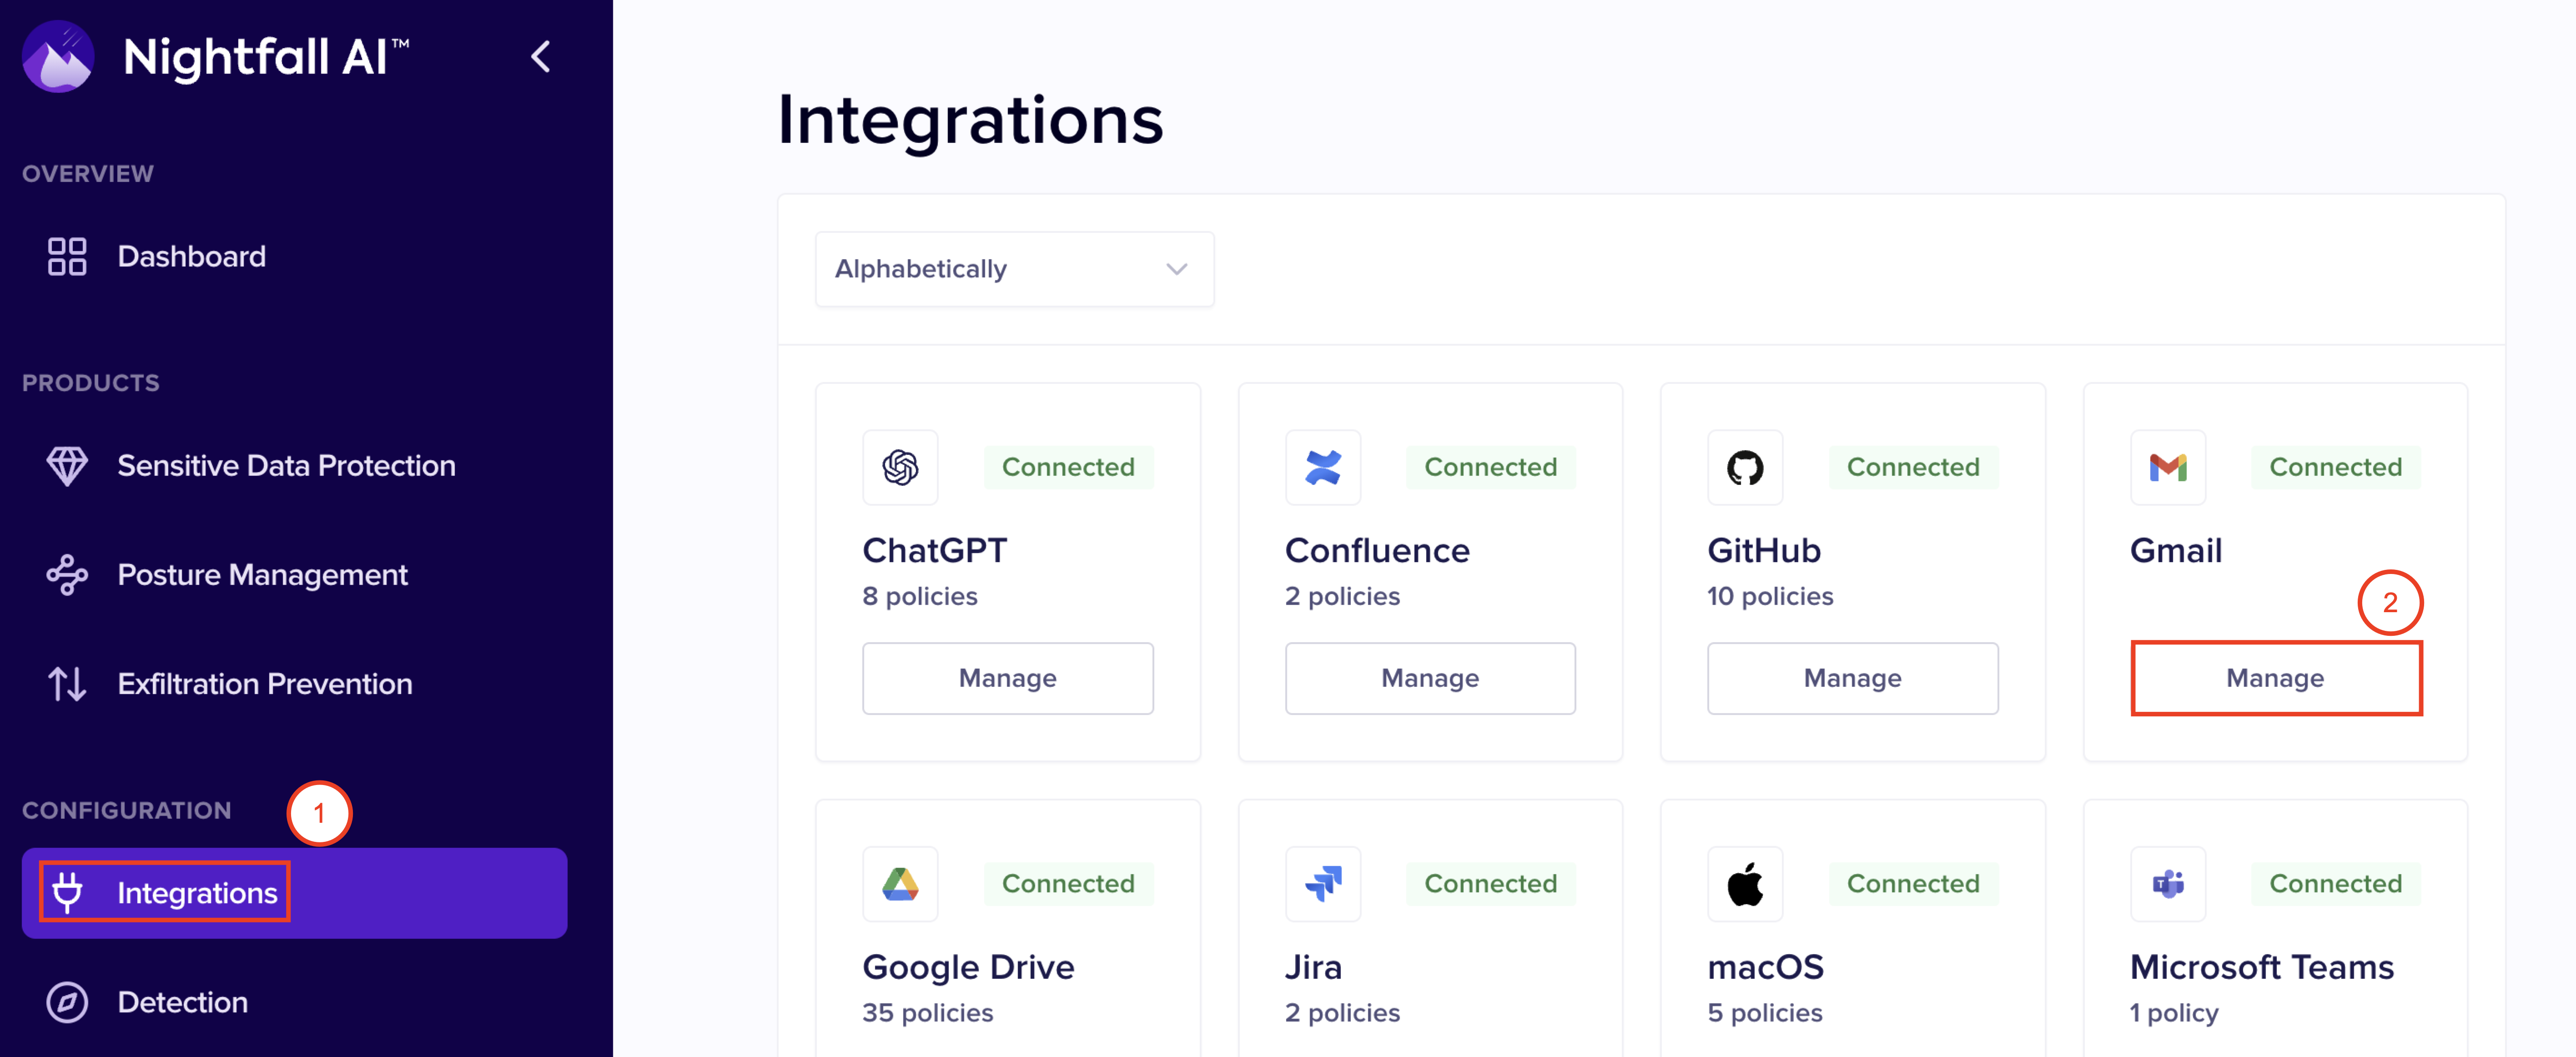 Nightfall AI™
OVERVIEW
Dashboard
PRODUCTS
Sensitive Data Protection
Posture Management
Exfiltration Prevention
CONFIGURATION
1
Integrations
Detection
Integrations
Alphabetically
Connected
ChatGPT
8 policies
Manage
Connected
Confluence
2 policies
Manage
Connected
GitHub
10 policies
Manage
Connected
Gmail
2
Manage
Connected
Google Drive
35 policies
Connected
Jira
2 policies
Connected
macOS
5 policies
Connected
Microsoft Teams
1 policy